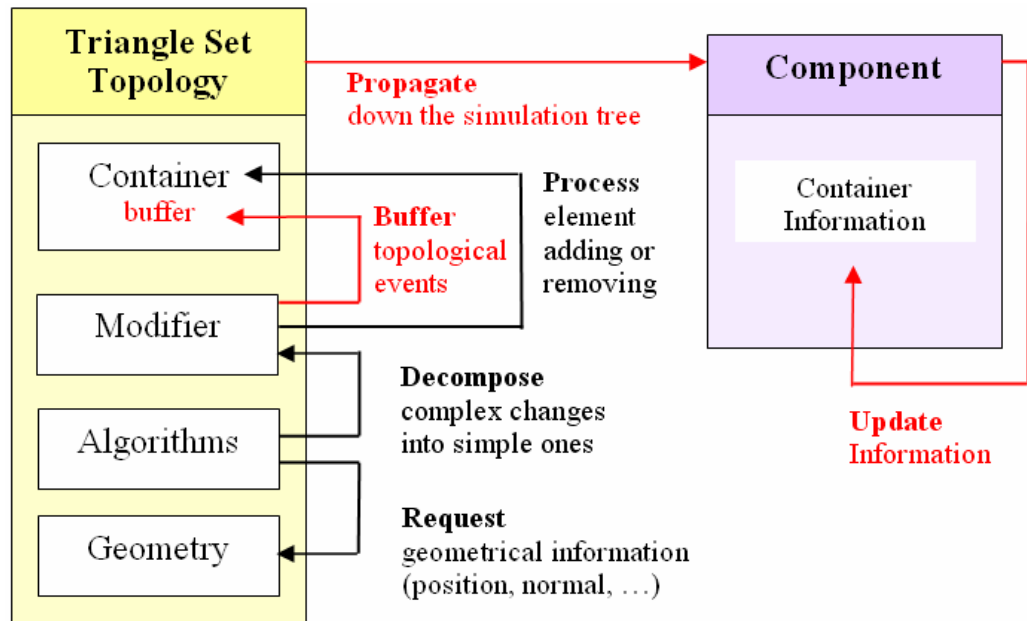 Triangle Set
Topology
Propagate
down the simulation tree
Component
Container
buffer
Buffer
topological
events
Process
element
adding or
removing
Container
Information
Modifier
Decompose
complex changes
into simple ones
Algorithms
Update
Information
Request
geometrical information
(position, normal, …)
Geometry